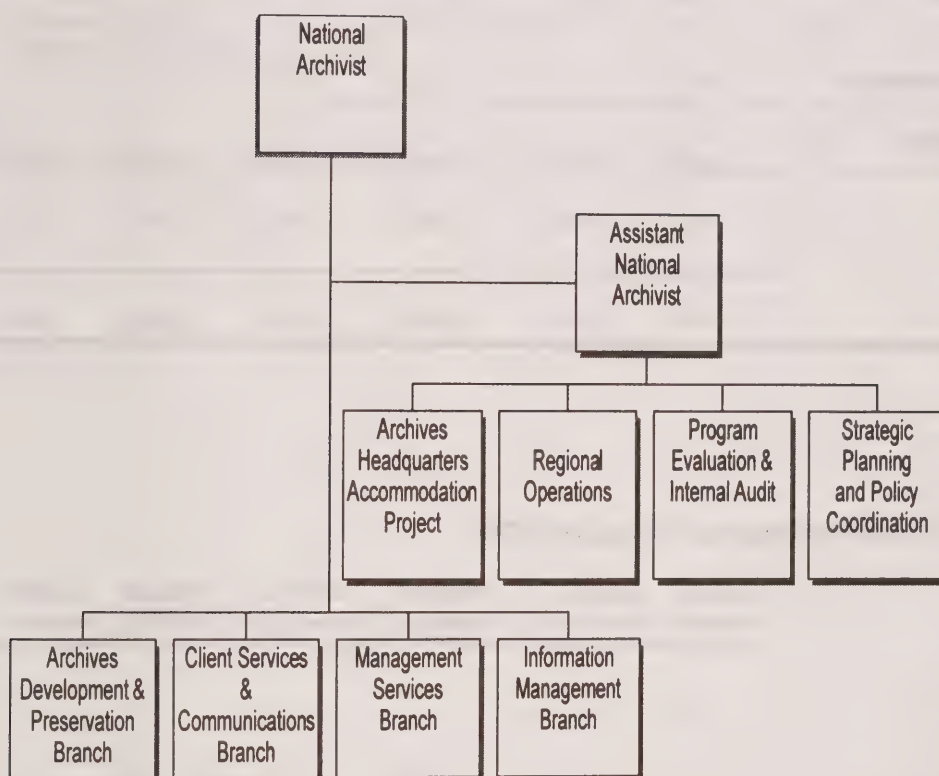 National
Archivist
Assistant
National
Archivist
Archives
Headquarters
Accommodation
Project
Regional
Operations
Program
Evaluation &
Internal Audit
Strategic
Planning
and Policy
Coordination
Archives
Development &
Preservation
Branch
Client Services
&
Communications
Branch
Management
Services
Branch
Information
Management
Branch